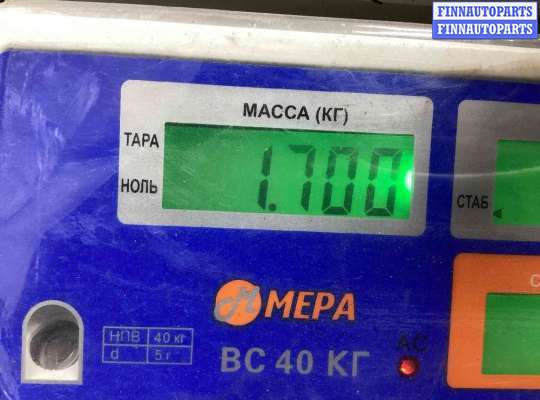 FINNAUTOPARTS
FINNAUTOPARTS
МАССА (КГ)
ТАРА
1.700
НОЛЬ
СТАБ
С
М МЕРА
НПВ 40 кг
d 5 г
ВС 40 КГ
АС